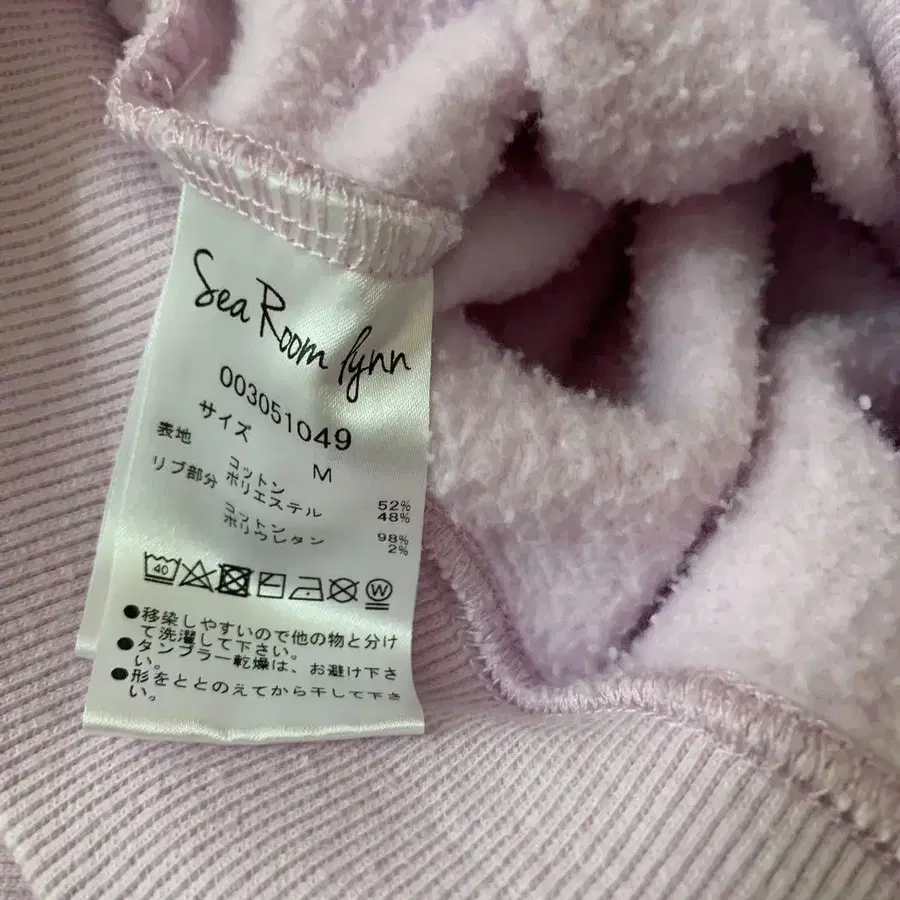 Sea Room lynn
003051049
サイズ M
表地 コットン 52%
ポリエステル 48%
リブ部分 コットン 98%
ポリウレタン 2%
40 W
●移染しやすいので他の物と分け
て洗濯して下さい。
●タンブラー乾燥は、お避け下さ
い。
●形をととのえてから干して下さ
い。